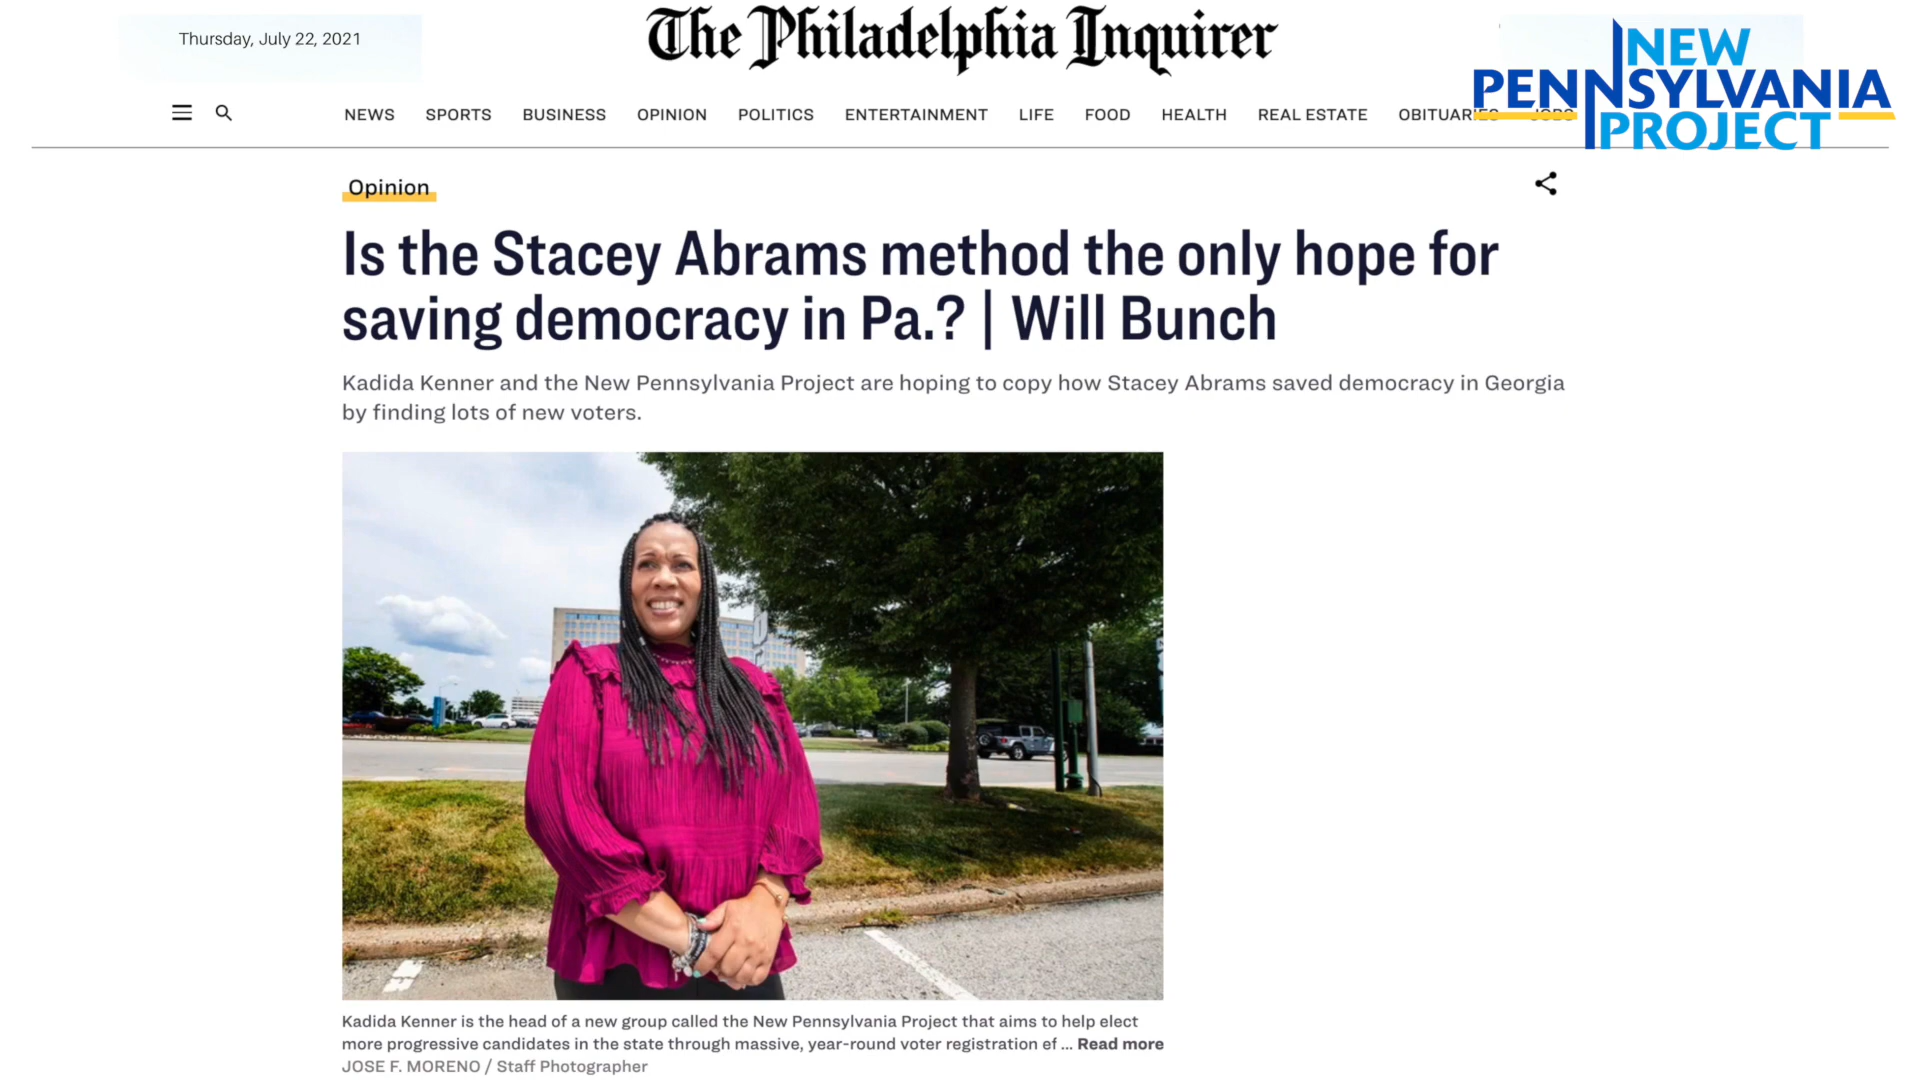 Thursday, July 22, 2021
The Philadelphia Inquirer
NEW
PENNSYLVANIA
PROJECT
NEWS SPORTS BUSINESS OPINION POLITICS ENTERTAINMENT LIFE FOOD HEALTH REAL ESTATE OBITUARIES JOBS
Opinion
Is the Stacey Abrams method the only hope for
saving democracy in Pa.? | Will Bunch
Kadida Kenner and the New Pennsylvania Project are hoping to copy how Stacey Abrams saved democracy in Georgia
by finding lots of new voters.
Kadida Kenner is the head of a new group called the New Pennsylvania Project that aims to help elect
more progressive candidates in the state through massive, year-round voter registration ef ... Read more
JOSE F. MORENO / Staff Photographer